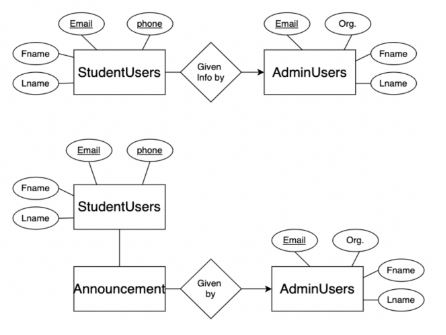 Email
phone
Email
Org.
Fname
StudentUsers
Given
Info by
AdminUsers
Fname
Lname
Lname
Email
phone
Fname
StudentUsers
Lname
Email
Org.
Announcement
Given
by
AdminUsers
Fname
Lname